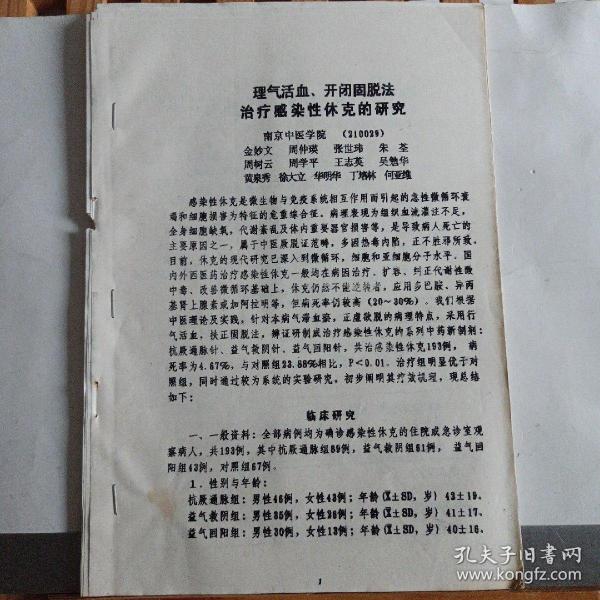 理气活血、开闭固脱法
治疗感染性休克的研究
南京中医学院 (210029)
金妙文 周仲瑛 张世玮 朱荃
周树云 周学平 王志英 吴勉华
黄泉秀 徐大立 华明华 丁培林 何亚维
感染性休克是微生物与免疫系统相互作用而引起的急性微循环衰
竭和细胞损害为特征的危重综合征。病理表现为组织血流灌注不足,
全身细胞缺氧,代谢紊乱及体内重要器官损害等,是导致病人死亡的
主要原因之一,属于中医厥脱证范畴,多因热毒内陷,正不胜邪所致。
目前,休克的现代研究已深入到微循环,细胞和亚细胞分子水平。国
内外西医药治疗感染性休克一般均在病因治疗、扩容、纠正代谢性酸
中毒、改善微循环基础上,休克仍然不能逆转者,应用多巴胺、异丙
基肾上腺素或加阿拉明等,但病死率仍较高(20~30%)。我们根据
中医理论及实践,针对本病气滞血瘀,正虚欲脱的病理特点,采用行
气活血,扶正固脱法,辨证研制成治疗感染性休克的系列中药新制剂:
抗厥通脉针、益气救阴针、益气回阳针,共治感染性休克193例,病
死率为4.67%,与对照组23.88%相比,P<0.01。治疗组明显优于对
照组,同时通过较为系统的实验研究,初步阐明其疗效机理,现总结
如下:
临床研究
一、一般资料:全部病例均为确诊感染性休克的住院或急诊室观
察病人,共193例,其中抗厥通脉组89例,益气救阴组61例,益气回
阳组43例,对照组67例。
1.性别与年龄:
抗厥通脉组:男性46例,女性43例;年龄(X̄±SD,岁)43±19。
益气救阴组:男性35例,女性26例;年龄(X̄±SD,岁)41±17。
益气回阳组:男性30例,女性13例;年龄(X̄±SD,岁)40±16。
1
孔夫子旧书网
www.kongfz.com